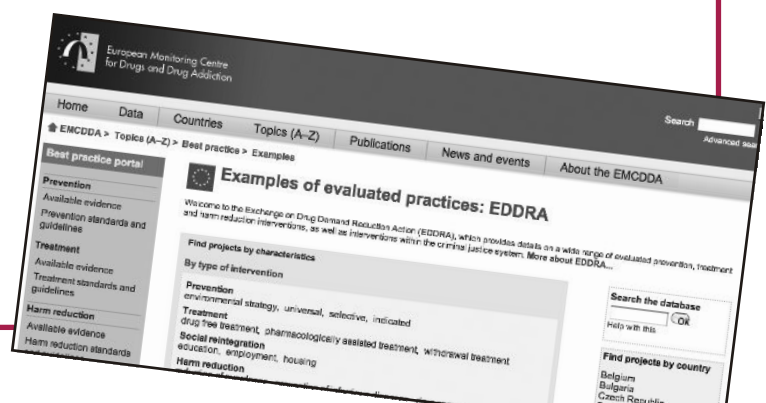 European Monitoring Centre
for Drugs and Drug Addiction
Search
Advanced sear
Home Data Countries Topics (A–Z) Publications News and events About the EMCDDA
EMCDDA > Topics (A–Z) > Best practice > Examples
Best practice portal
Prevention
Available evidence
Prevention standards and
guidelines
Treatment
Available evidence
Treatment standards and
guidelines
Harm reduction
Available evidence
Harm reduction standards
Examples of evaluated practices: EDDRA
Welcome to the Exchange on Drug Demand Reduction Action (EDDRA), which provides details on a wide range of evaluated prevention, treatment
and harm reduction interventions, as well as interventions within the criminal justice system. More about EDDRA...
Find projects by characteristics
By type of intervention
Prevention
environmental strategy, universal, selective, indicated
Treatment
drug free treatment, pharmacologically assisted treatment, withdrawal treatment
Social reintegration
education, employment, housing
Harm reduction
Search the database
OK
Help with this
Find projects by country
Belgium
Bulgaria
Czech Republic